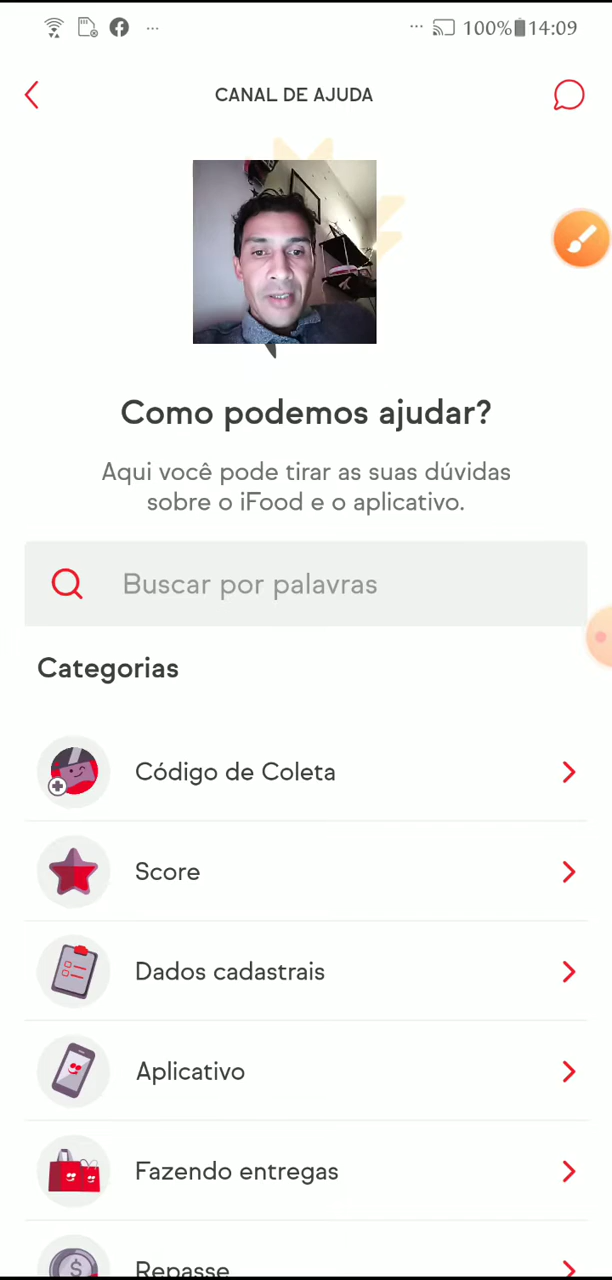 100% 14:09
CANAL DE AJUDA
Como podemos ajudar?
Aqui você pode tirar as suas dúvidas
sobre o iFood e o aplicativo.
Buscar por palavras
Categorias
Código de Coleta
Score
Dados cadastrais
Aplicativo
Fazendo entregas
Repasse